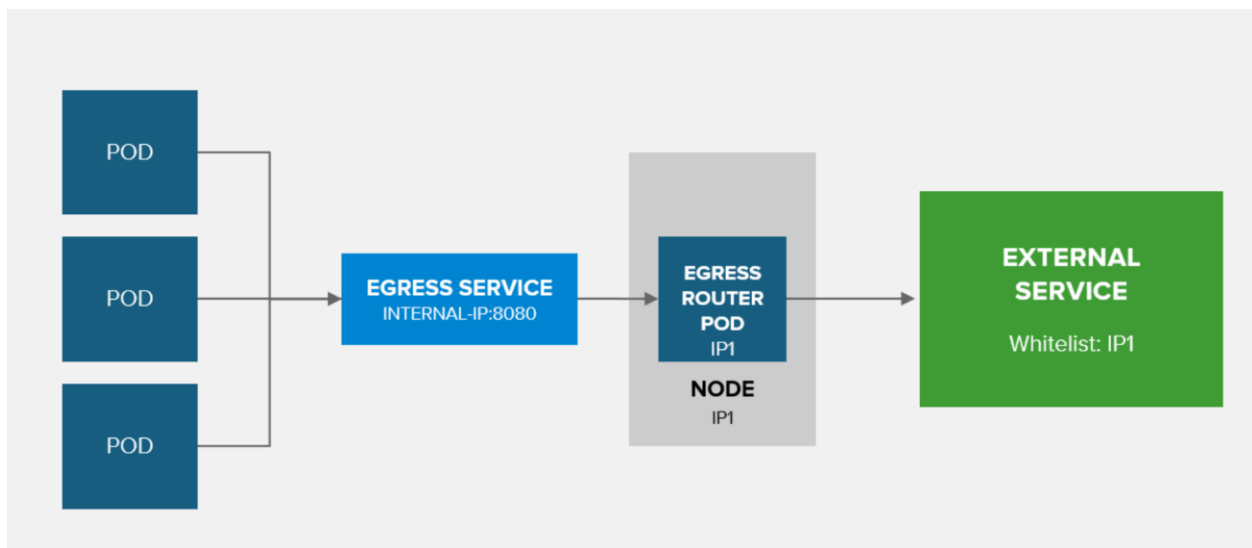 POD
POD
POD
EGRESS SERVICE
INTERNAL-IP:8080
EGRESS
ROUTER
POD
IP1
NODE
IP1
EXTERNAL
SERVICE
Whitelist: IP1